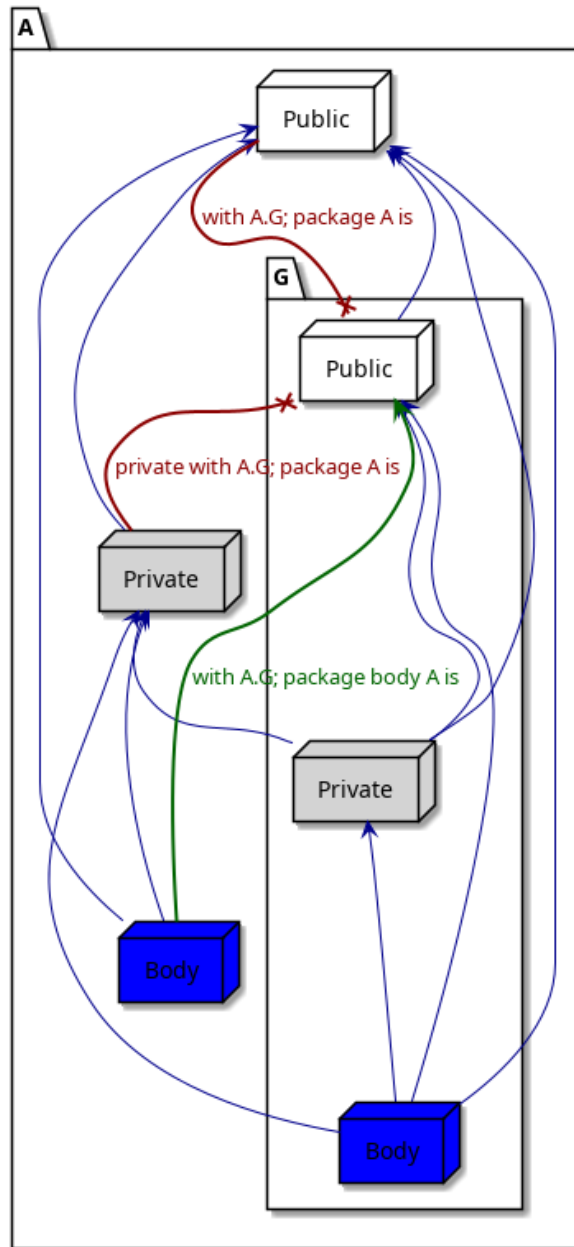 A
Public
with A.G; package A is
G
Public
private with A.G; package A is
Private
with A.G; package body A is
Private
Body
Body